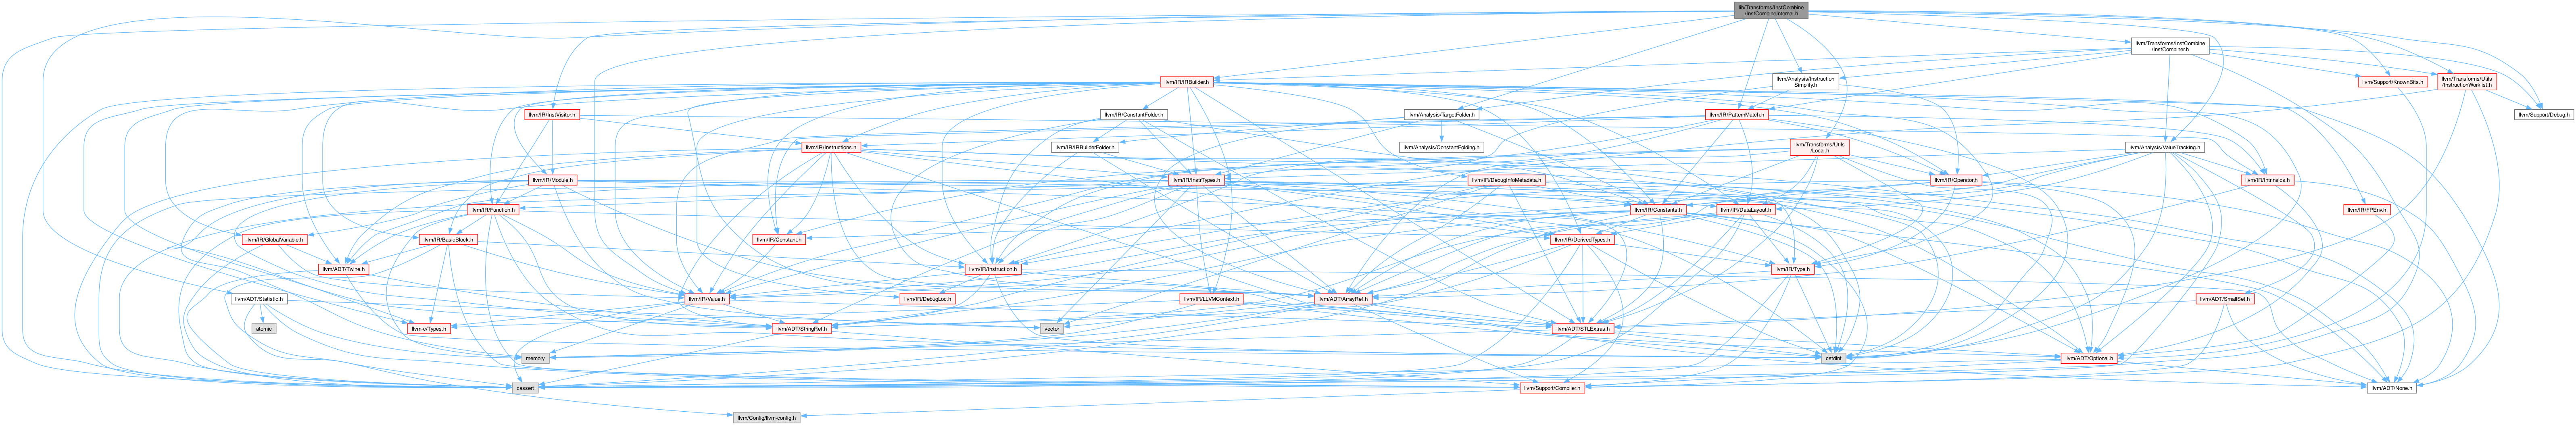 lib/Transforms/InstCombine
/InstCombineInternal.h
llvm/Transforms/InstCombine
/InstCombiner.h
llvm/IR/IRBuilder.h
llvm/Analysis/Instruction
Simplify.h
llvm/Support/KnownBits.h
llvm/Transforms/Utils
/InstructionWorklist.h
llvm/IR/InstVisitor.h
llvm/IR/ConstantFolder.h
llvm/Analysis/TargetFolder.h
llvm/IR/PatternMatch.h
llvm/Support/Debug.h
llvm/IR/Instructions.h
llvm/IR/IRBuilderFolder.h
llvm/Analysis/ConstantFolding.h
llvm/Transforms/Utils
/Local.h
llvm/Analysis/ValueTracking.h
llvm/IR/Module.h
llvm/IR/InstrTypes.h
llvm/IR/DebugInfoMetadata.h
llvm/IR/Operator.h
llvm/IR/Intrinsics.h
llvm/IR/Function.h
llvm/IR/Constants.h
llvm/IR/DataLayout.h
llvm/IR/FPEnv.h
llvm/IR/GlobalVariable.h
llvm/IR/BasicBlock.h
llvm/IR/Constant.h
llvm/IR/DerivedTypes.h
llvm/ADT/Twine.h
llvm/IR/Instruction.h
llvm/IR/Type.h
llvm/ADT/Statistic.h
llvm/IR/Value.h
llvm/IR/DebugLoc.h
llvm/IR/LLVMContext.h
llvm/ADT/ArrayRef.h
llvm/ADT/SmallSet.h
atomic
llvm-c/Types.h
llvm/ADT/StringRef.h
vector
llvm/ADT/STLExtras.h
memory
cstdint
llvm/ADT/Optional.h
cassert
llvm/Support/Compiler.h
llvm/ADT/None.h
llvm/Config/llvm-config.h